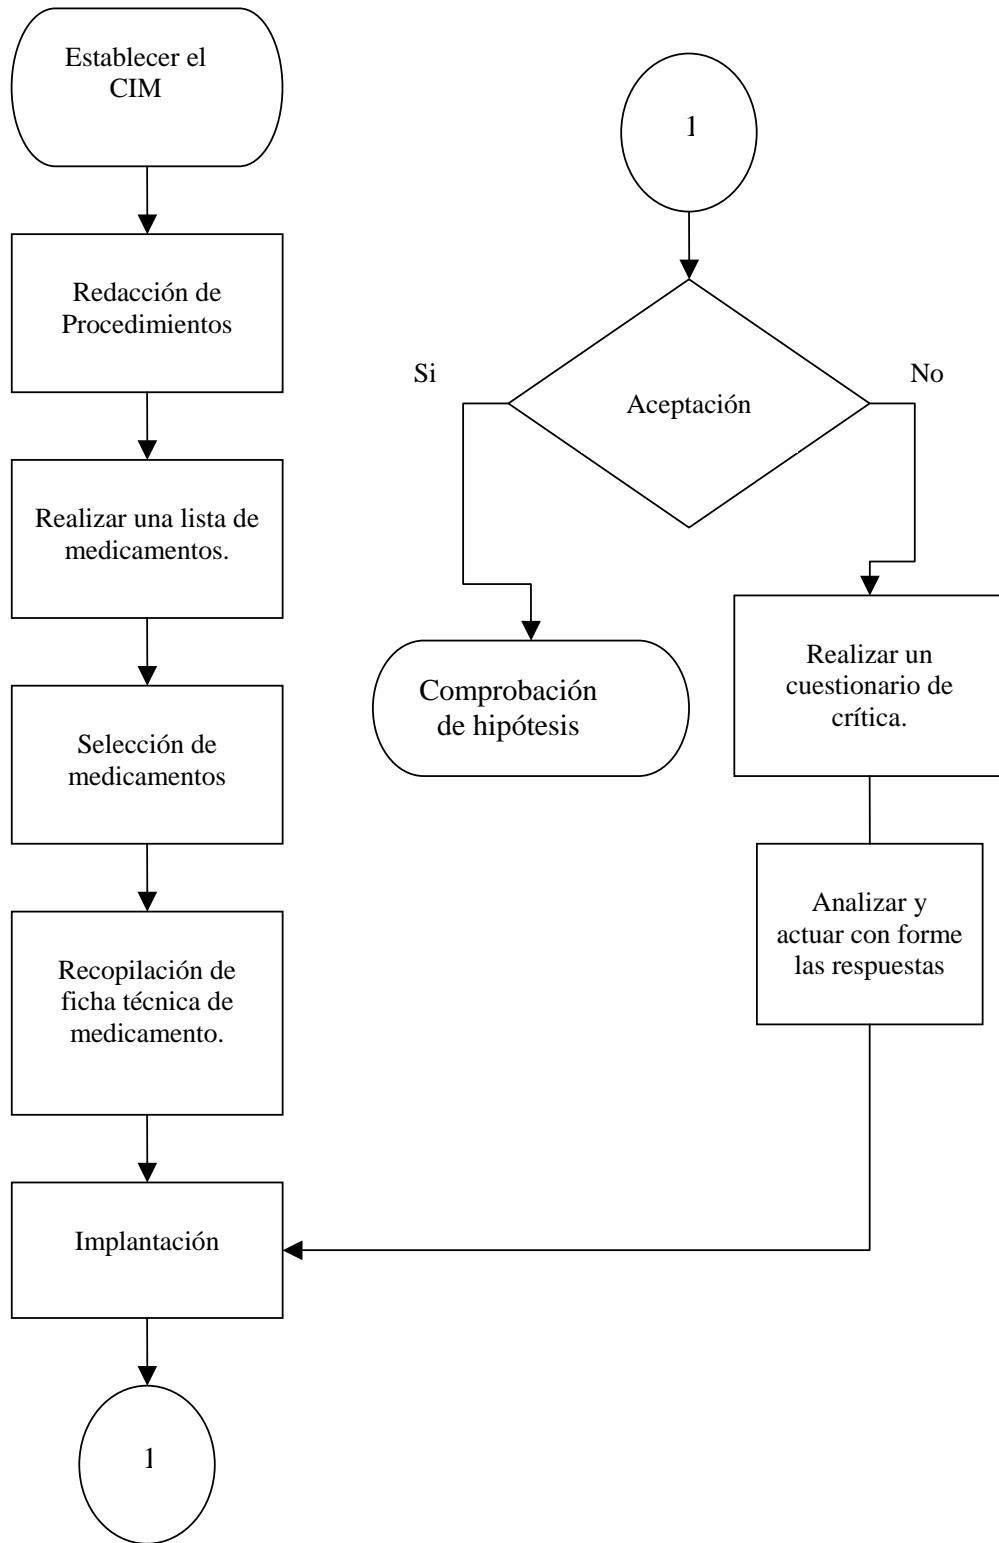 Establecer el
CIM
Redacción de
Procedimientos
Realizar una lista de
medicamentos.
Selección de
medicamentos
Recopilación de
ficha técnica de
medicamento.
Implantación
1
1
Aceptación
Si
No
Comprobación
de hipótesis
Realizar un
cuestionario de
crítica.
Analizar y
actuar con forme
las respuestas